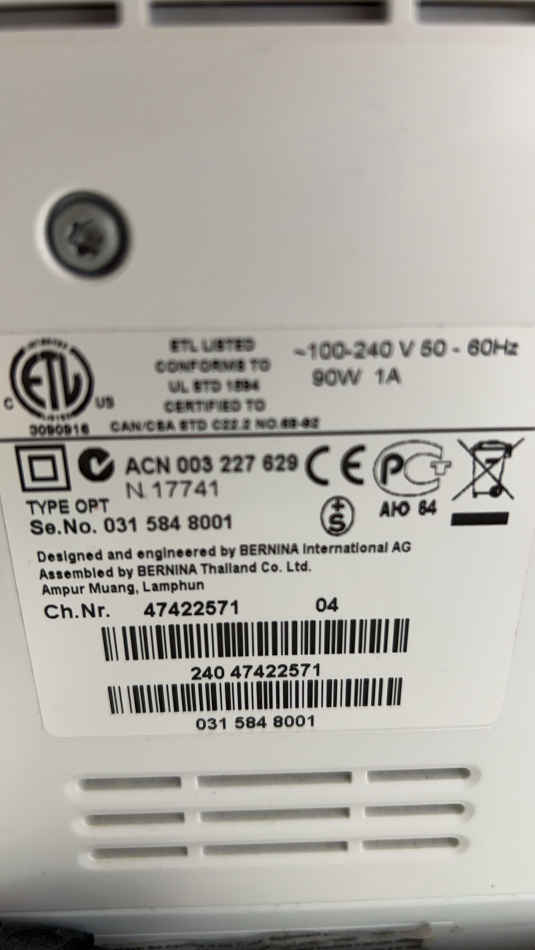 ETL LISTED
CONFORMS TO
UL STD 1594
CERTIFIED TO
CAN/CSA STD C22.2 NO.
~100-240 V 50 - 60Hz
90W 1A
C ETL US
3090916
ACN 003 227 629
N 17741
TYPE OPT
Se.No. 031 584 8001
Designed and engineered by BERNINA International AG
Assembled by BERNINA Thailand Co. Ltd.
Ampur Muang, Lamphun
Ch.Nr. 47422571 04
240 47422571
031 584 8001